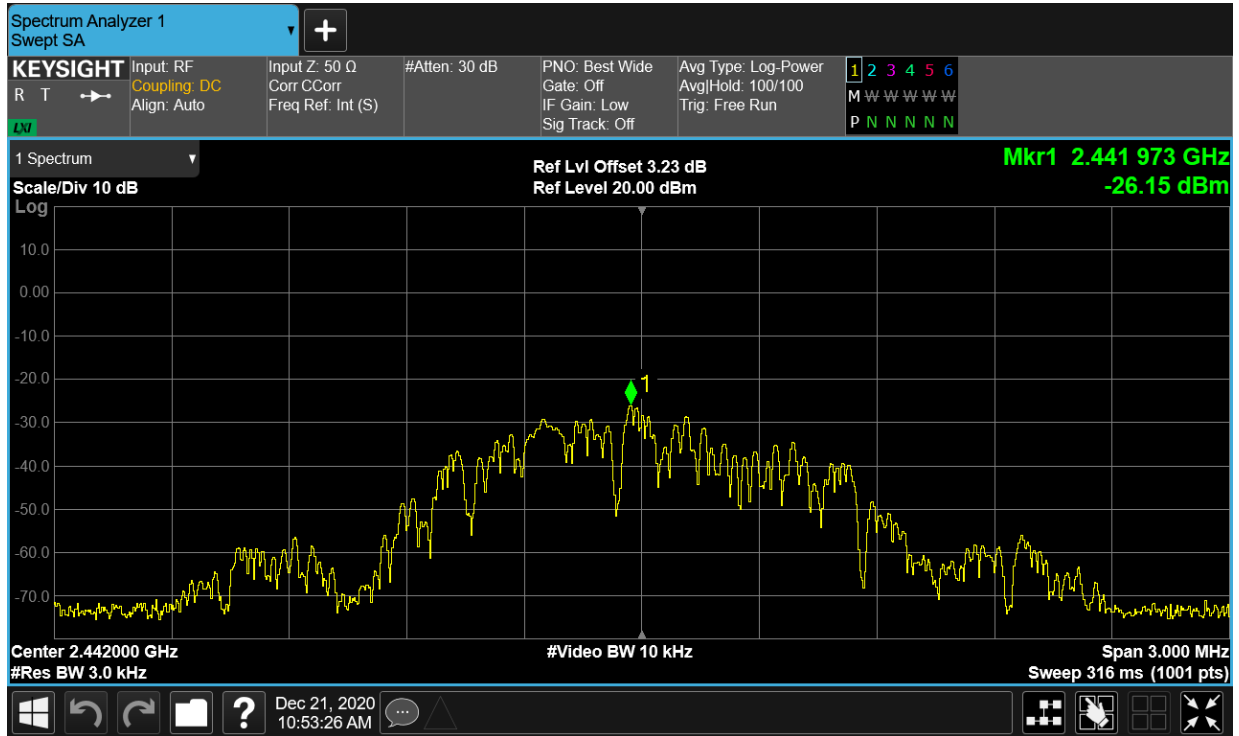 Spectrum Analyzer 1
Swept SA
KEYSIGHT
R T
LXI
Input: RF
Coupling: DC
Align: Auto
Input Z: 50 Ω
Corr CCorr
Freq Ref: Int (S)
#Atten: 30 dB
PNO: Best Wide
Gate: Off
IF Gain: Low
Sig Track: Off
Avg Type: Log-Power
Avg|Hold: 100/100
Trig: Free Run
1 2 3 4 5 6
M W W W W W
P N N N N N
1 Spectrum
Scale/Div 10 dB
Log
Ref Lvl Offset 3.23 dB
Ref Level 20.00 dBm
Mkr1 2.441 973 GHz
-26.15 dBm
10.0
0.00
-10.0
-20.0
-30.0
-40.0
-50.0
-60.0
-70.0
1
Center 2.442000 GHz
#Res BW 3.0 kHz
#Video BW 10 kHz
Span 3.000 MHz
Sweep 316 ms (1001 pts)
?
Dec 21, 2020
10:53:26 AM